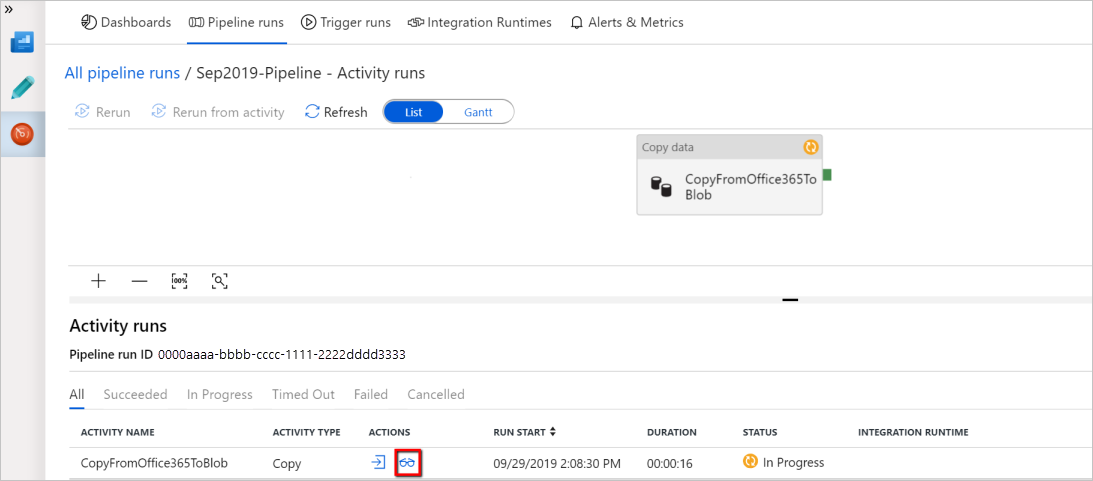 »
Dashboards Pipeline runs Trigger runs Integration Runtimes Alerts & Metrics
All pipeline runs / Sep2019-Pipeline - Activity runs
Rerun Rerun from activity Refresh List Gantt
Copy data
CopyFromOffice365To
Blob
100%
Activity runs
Pipeline run ID 0000aaaa-bbbb-cccc-1111-2222dddd3333
All Succeeded In Progress Timed Out Failed Cancelled
ACTIVITY NAME ACTIVITY TYPE ACTIONS RUN START DURATION STATUS INTEGRATION RUNTIME
CopyFromOffice365ToBlob Copy 09/29/2019 2:08:30 PM 00:00:16 In Progress